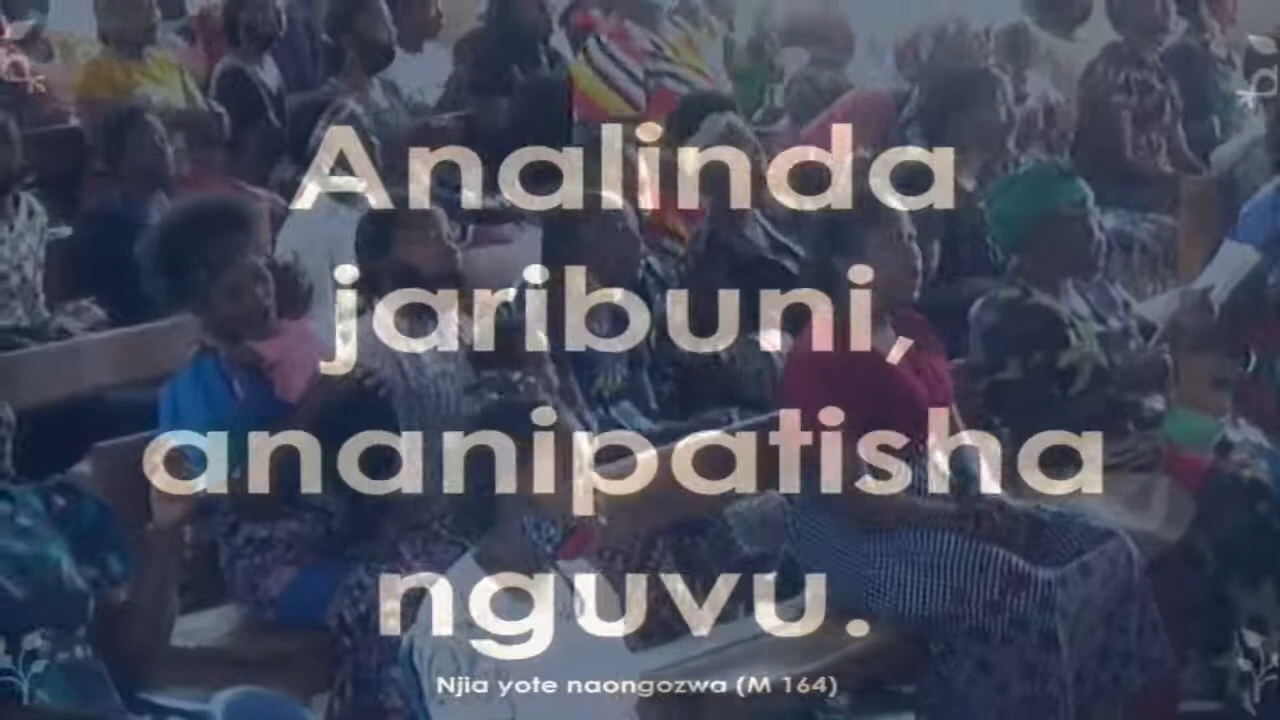 Analinda
jaribuni,
ananipatisha
nguvu.
Njia yote naongozwa (M 164)